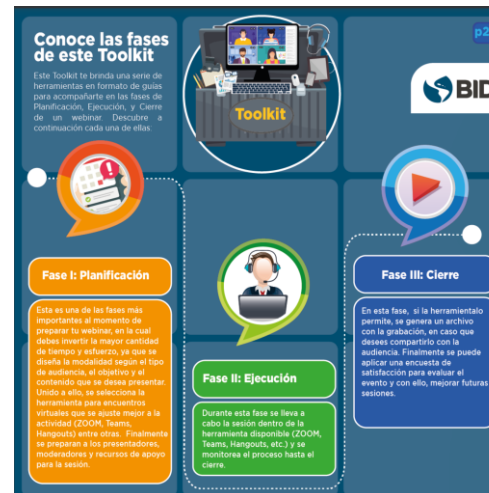 Conoce las fases
de este Toolkit
Este Toolkit te brinda una serie de
herramientas en formato de guías
para acompañarte en las fases de
Planificación, Ejecución, y Cierre
de un webinar. Descubre a
continuación cada una de ellas:
Toolkit
p2
BID
Fase I: Planificación
Esta es una de las fases más
importantes al momento de
preparar tu webinar, en la cual
debes invertir la mayor cantidad
de tiempo y esfuerzo, ya que se
diseña la modalidad según el tipo
de audiencia, el objetivo y el
contenido que se desea presentar.
Unido a ello, se selecciona la
herramienta para encuentros
virtuales que se ajuste mejor a la
actividad (ZOOM, Teams,
Hangouts) entre otras. Finalmente
se preparan a los presentadores,
moderadores y recursos de apoyo
para la sesión.
Fase II: Ejecución
Durante esta fase se lleva a
cabo la sesión dentro de la
herramienta disponible (ZOOM,
Teams, Hangouts, etc.) y se
monitorea el proceso hasta el
cierre.
Fase III: Cierre
En esta fase, si la herramientalo
permite, se genera un archivo
con la grabación, en caso que
desees compartirlo con la
audiencia. Finalmente se puede
aplicar una encuesta de
satisfacción para evaluar el
evento y con ello, mejorar futuras
sesiones.